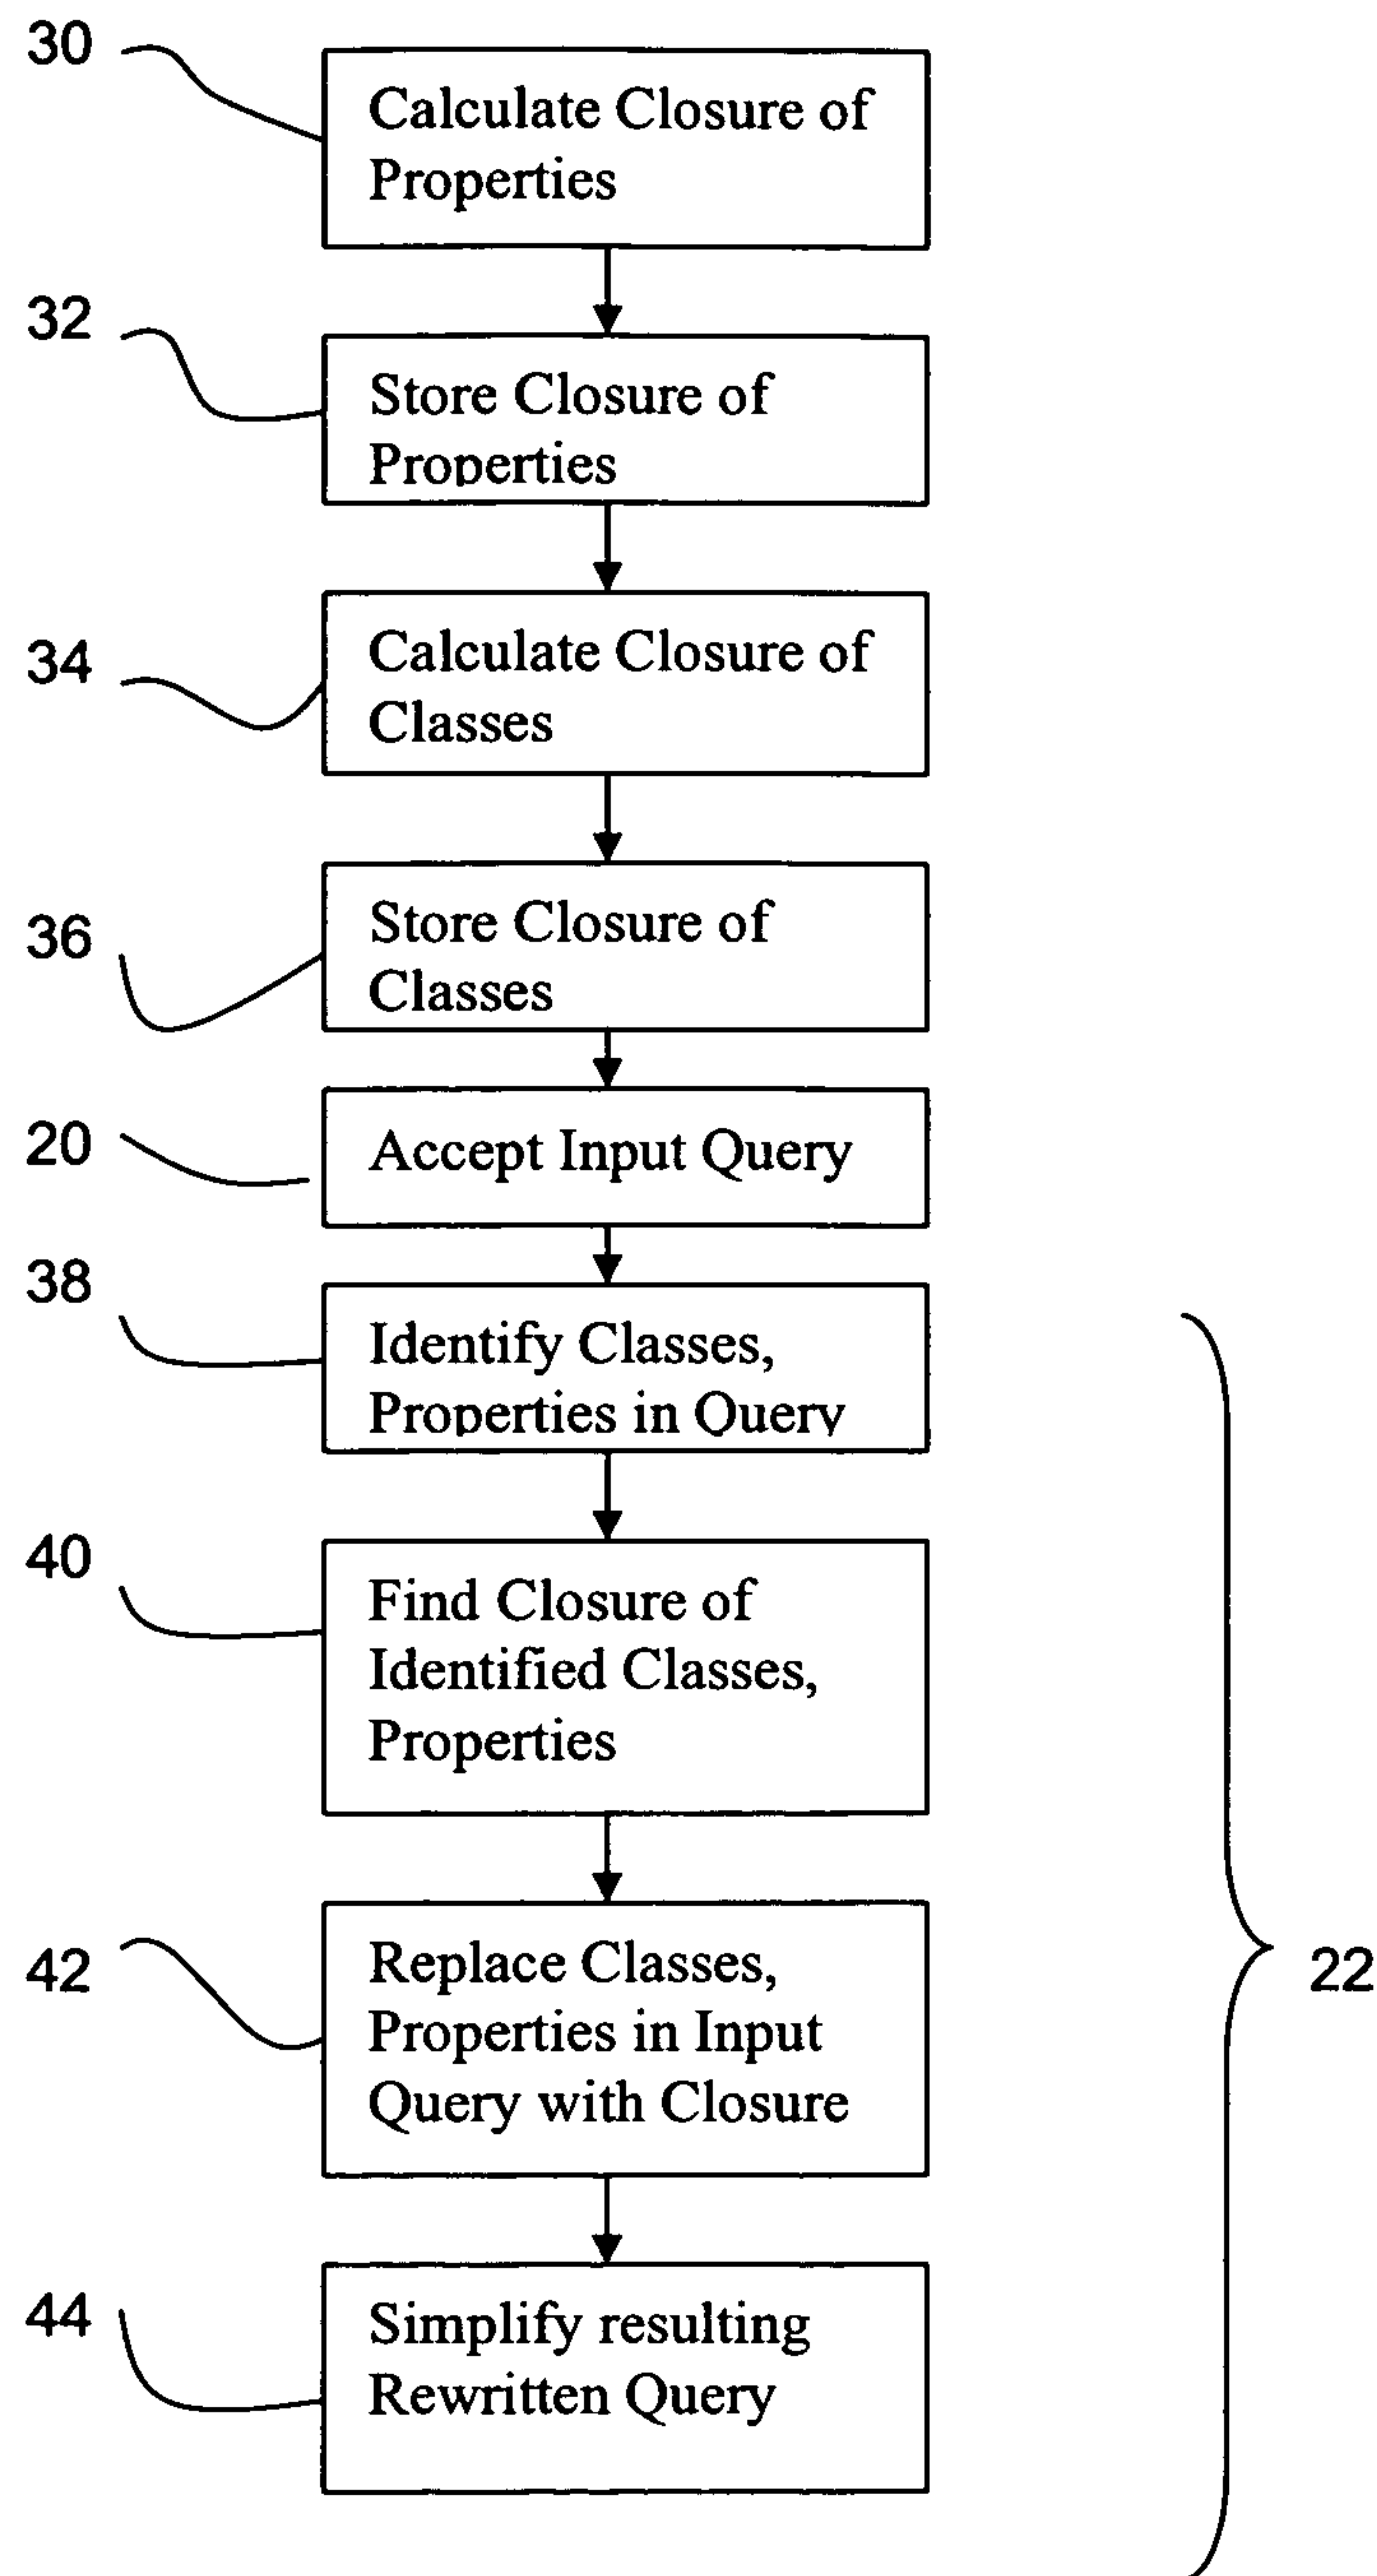 30
Calculate Closure of
Properties
32
Store Closure of
Properties
34
Calculate Closure of
Classes
36
Store Closure of
Classes
20
Accept Input Query
38
Identify Classes,
Properties in Query
40
Find Closure of
Identified Classes,
Properties
42
Replace Classes,
Properties in Input
Query with Closure
22
44
Simplify resulting
Rewritten Query